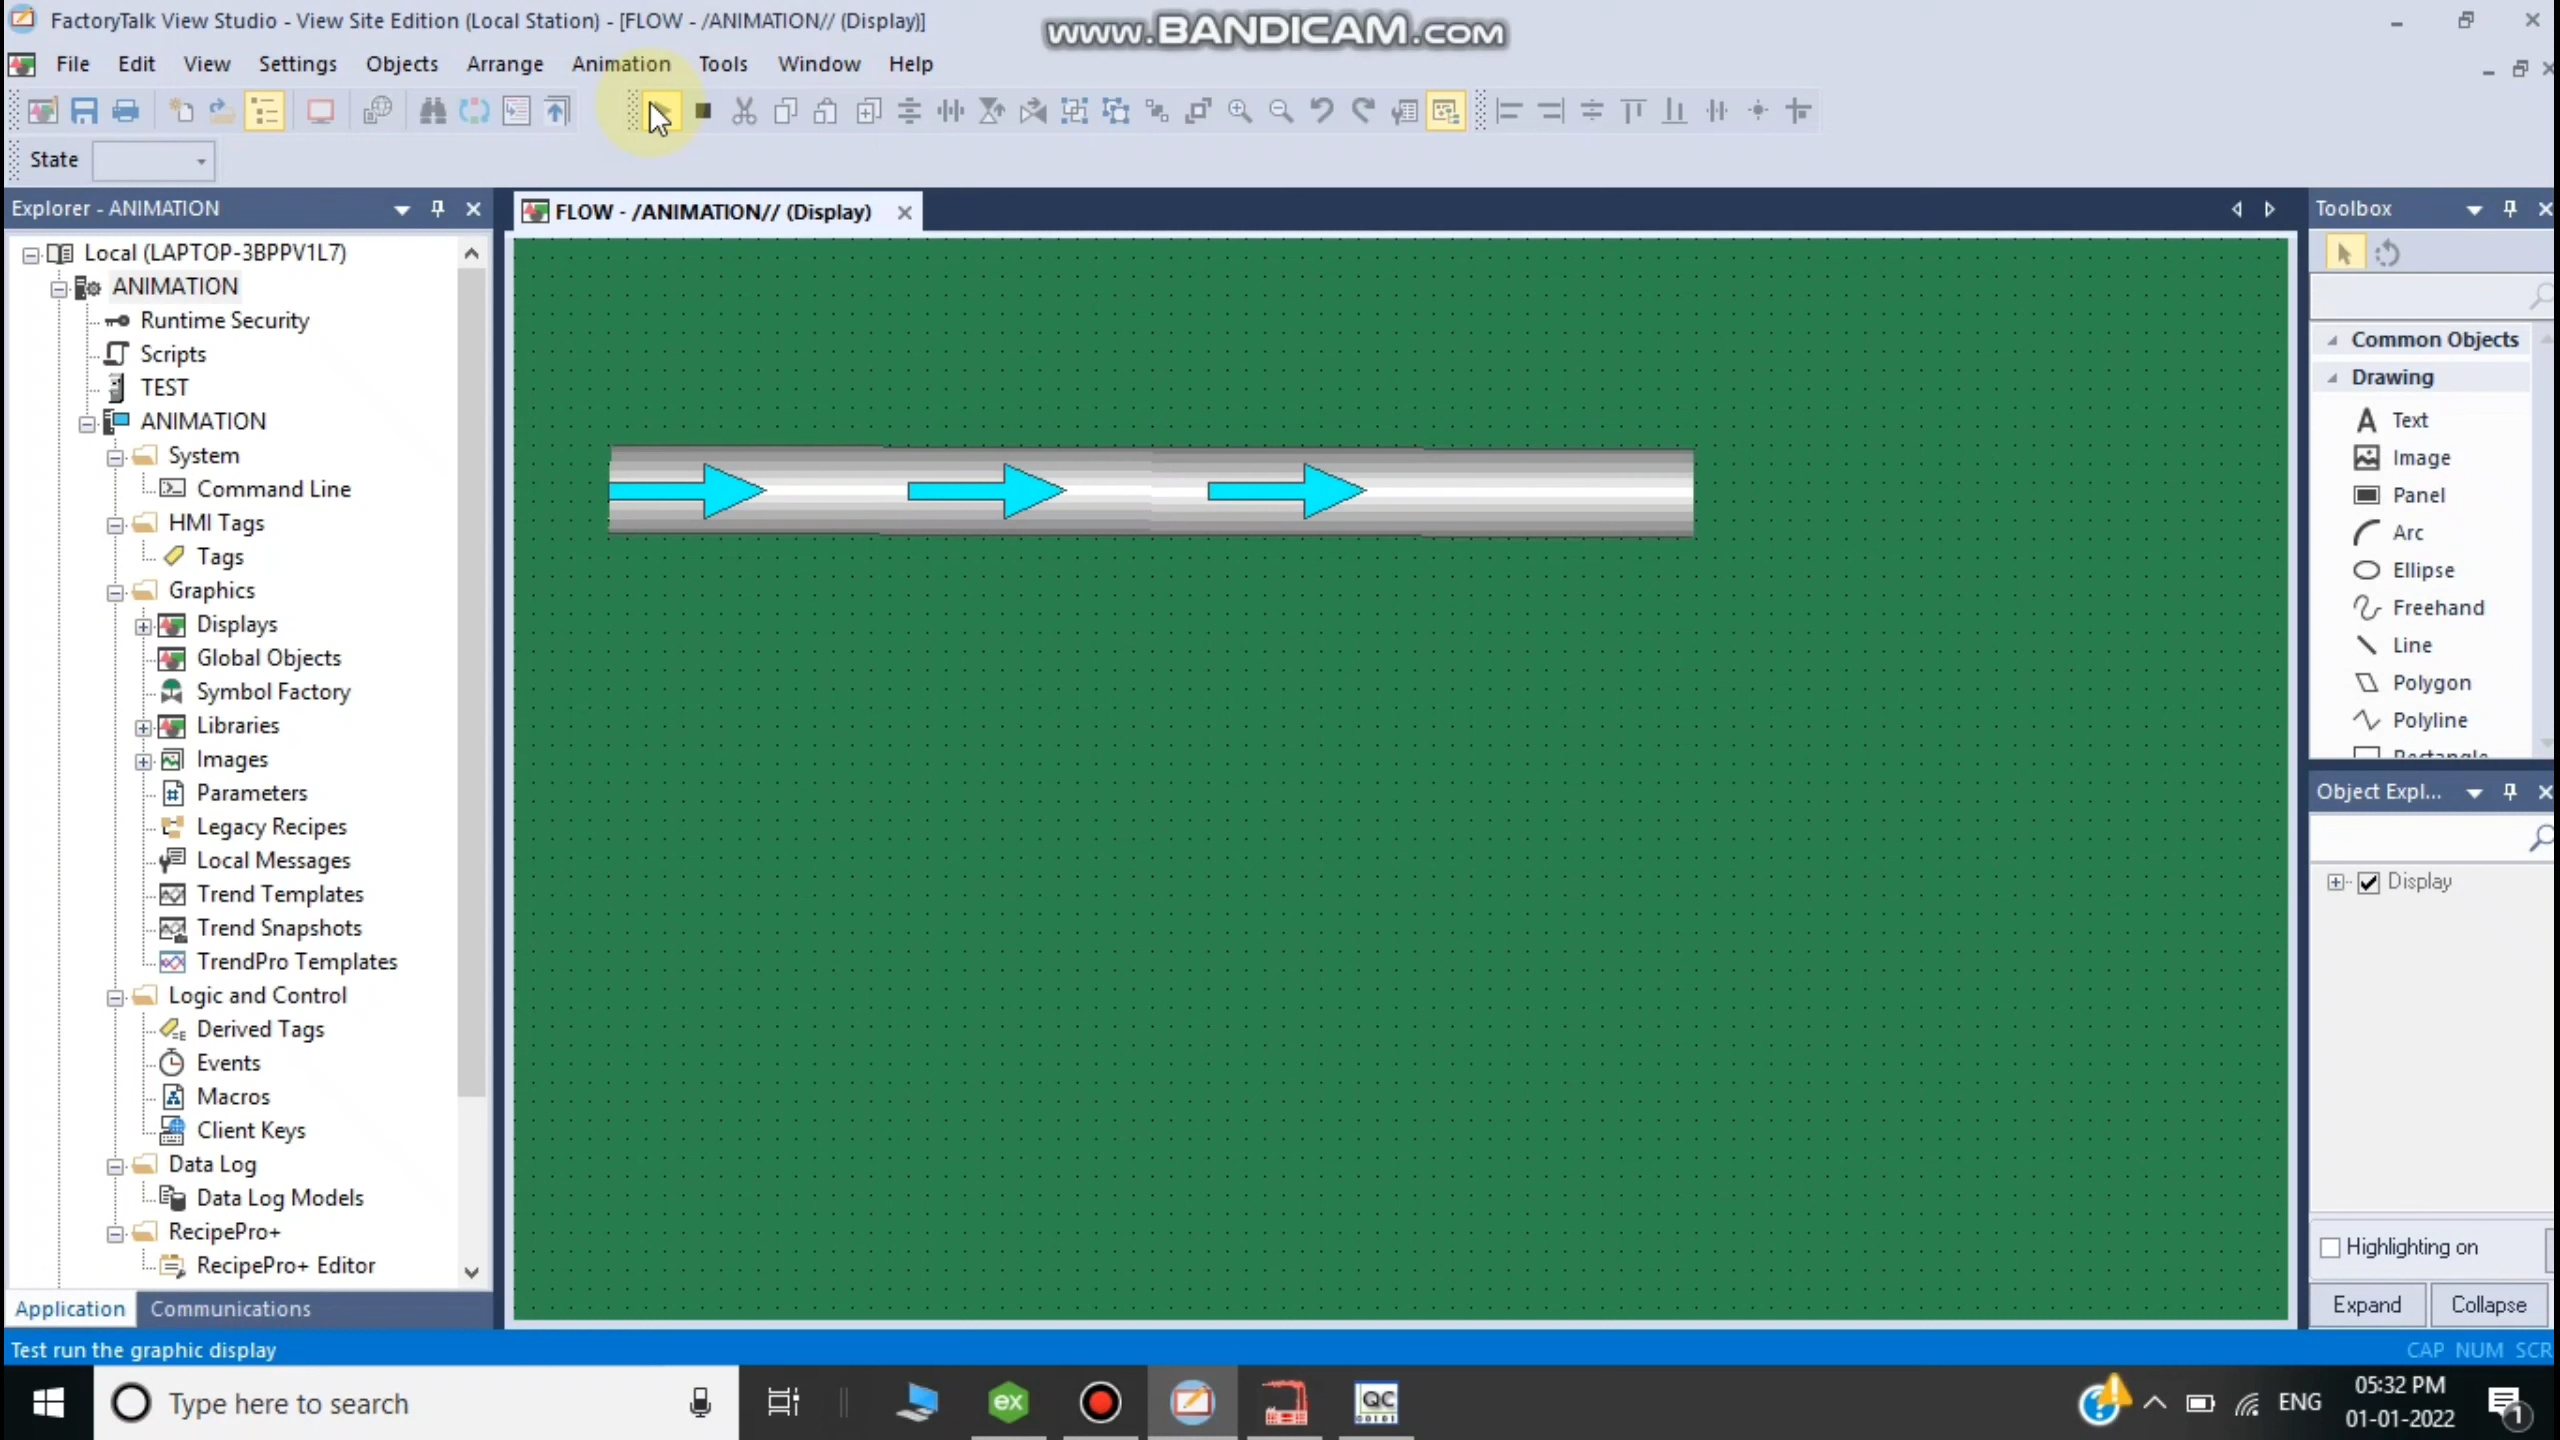 FactoryTalk View Studio - View Site Edition (Local Station) - [FLOW - /ANIMATION// (Display)]
www.BANDICAM.com
File Edit View Settings Objects Arrange Animation Tools Window Help
State
Explorer - ANIMATION
FLOW - /ANIMATION// (Display)
Toolbox
Local (LAPTOP-3BPPV1L7)
ANIMATION
Runtime Security
Scripts
TEST
ANIMATION
System
Command Line
HMI Tags
Tags
Graphics
Displays
Global Objects
Symbol Factory
Libraries
Images
Parameters
Legacy Recipes
Local Messages
Trend Templates
Trend Snapshots
TrendPro Templates
Logic and Control
Derived Tags
Events
Macros
Client Keys
Data Log
Data Log Models
RecipePro+
RecipePro+ Editor
Application Communications
Common Objects
Drawing
Text
Image
Panel
Arc
Ellipse
Freehand
Line
Polygon
Polyline
Rectangle
Object Expl...
Display
Highlighting on
Expand Collapse
Test run the graphic display
CAP NUM SCR
Type here to search
ex
QC
00101
ENG
05:32 PM
01-01-2022
1